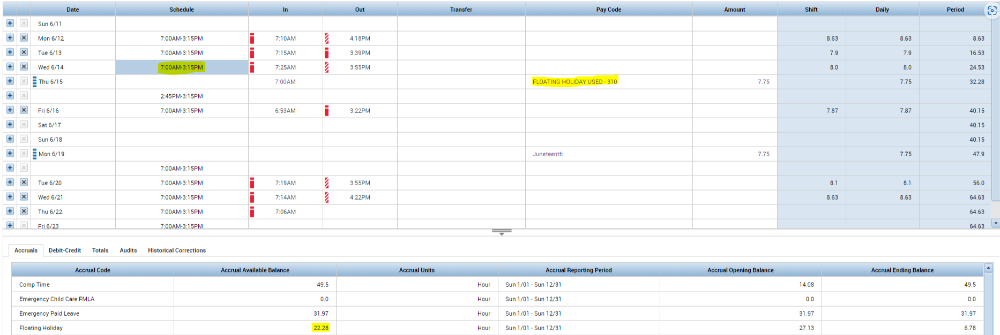 Date Schedule In Out Transfer Pay Code Amount Shift Daily Period
Sun 6/11
Mon 6/12 7:00AM-3:15PM 7:10AM 4:18PM 8.63 8.63 8.63
Tue 6/13 7:00AM-3:15PM 7:15AM 3:39PM 7.9 7.9 16.53
Wed 6/14 7:00AM-3:15PM 7:25AM 3:55PM 8.0 8.0 24.53
Thu 6/15 7:00AM FLOATING HOLIDAY USED - 310 7.75 7.75 32.28
2:45PM-3:15PM
Fri 6/16 7:00AM-3:15PM 6:53AM 3:22PM 7.87 7.87 40.15
Sat 6/17 40.15
Sun 6/18 40.15
Mon 6/19 Juneteenth 7.75 7.75 47.9
7:00AM-3:15PM
Tue 6/20 7:00AM-3:15PM 7:19AM 3:55PM 8.1 8.1 56.0
Wed 6/21 7:00AM-3:15PM 7:14AM 4:22PM 8.63 8.63 64.63
Thu 6/22 7:00AM-3:15PM 7:06AM 64.63
Fri 6/23 7:00AM-3:15PM 64.63
Accruals Debit-Credit Totals Audits Historical Corrections
Accrual Code Accrual Available Balance Accrual Units Accrual Reporting Period Accrual Opening Balance Accrual Ending Balance
Comp Time 49.5 Hour Sun 1/01 - Sun 12/31 14.08 49.5
Emergency Child Care FMLA 0.0 Hour Sun 1/01 - Sun 12/31 0.0 0.0
Emergency Paid Leave 31.97 Hour Sun 1/01 - Sun 12/31 31.97 31.97
Floating Holiday 22.28 Hour Sun 1/01 - Sun 12/31 27.13 6.78